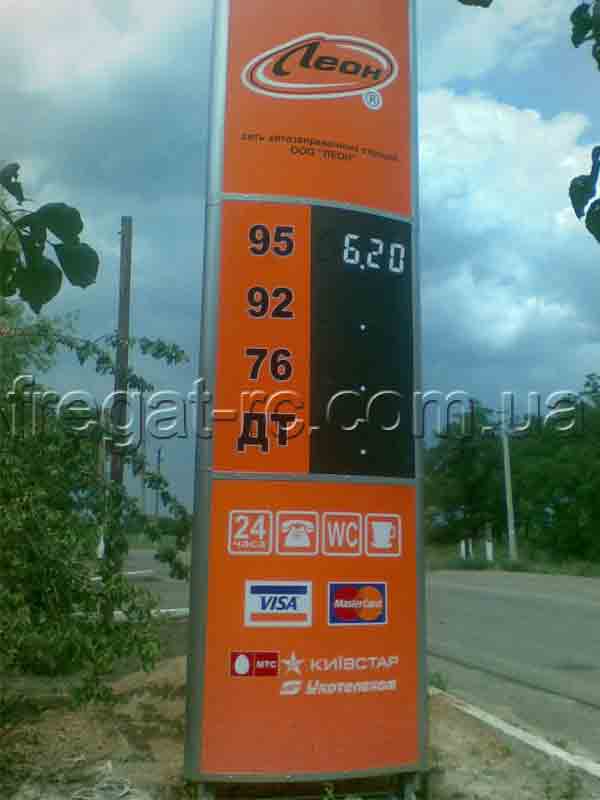 Леон
®
сеть автозаправочных станций
ООО "ЛЕОН"
95 6.20
92 .
76 .
ДТ .
fregat-rc.com.ua
24 часа WC
VISA MasterCard
МТС КИЇВСТАР
Укртелеком